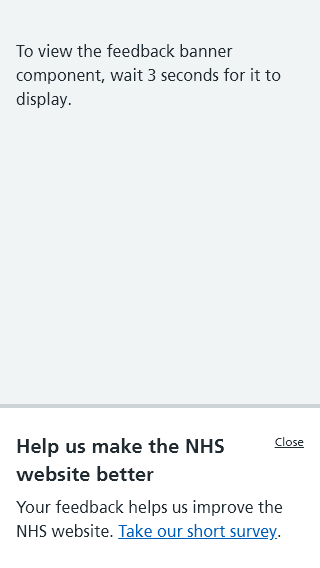 To view the feedback banner
component, wait 3 seconds for it to
display.
Help us make the NHS
website better
Close
Your feedback helps us improve the
NHS website. Take our short survey.